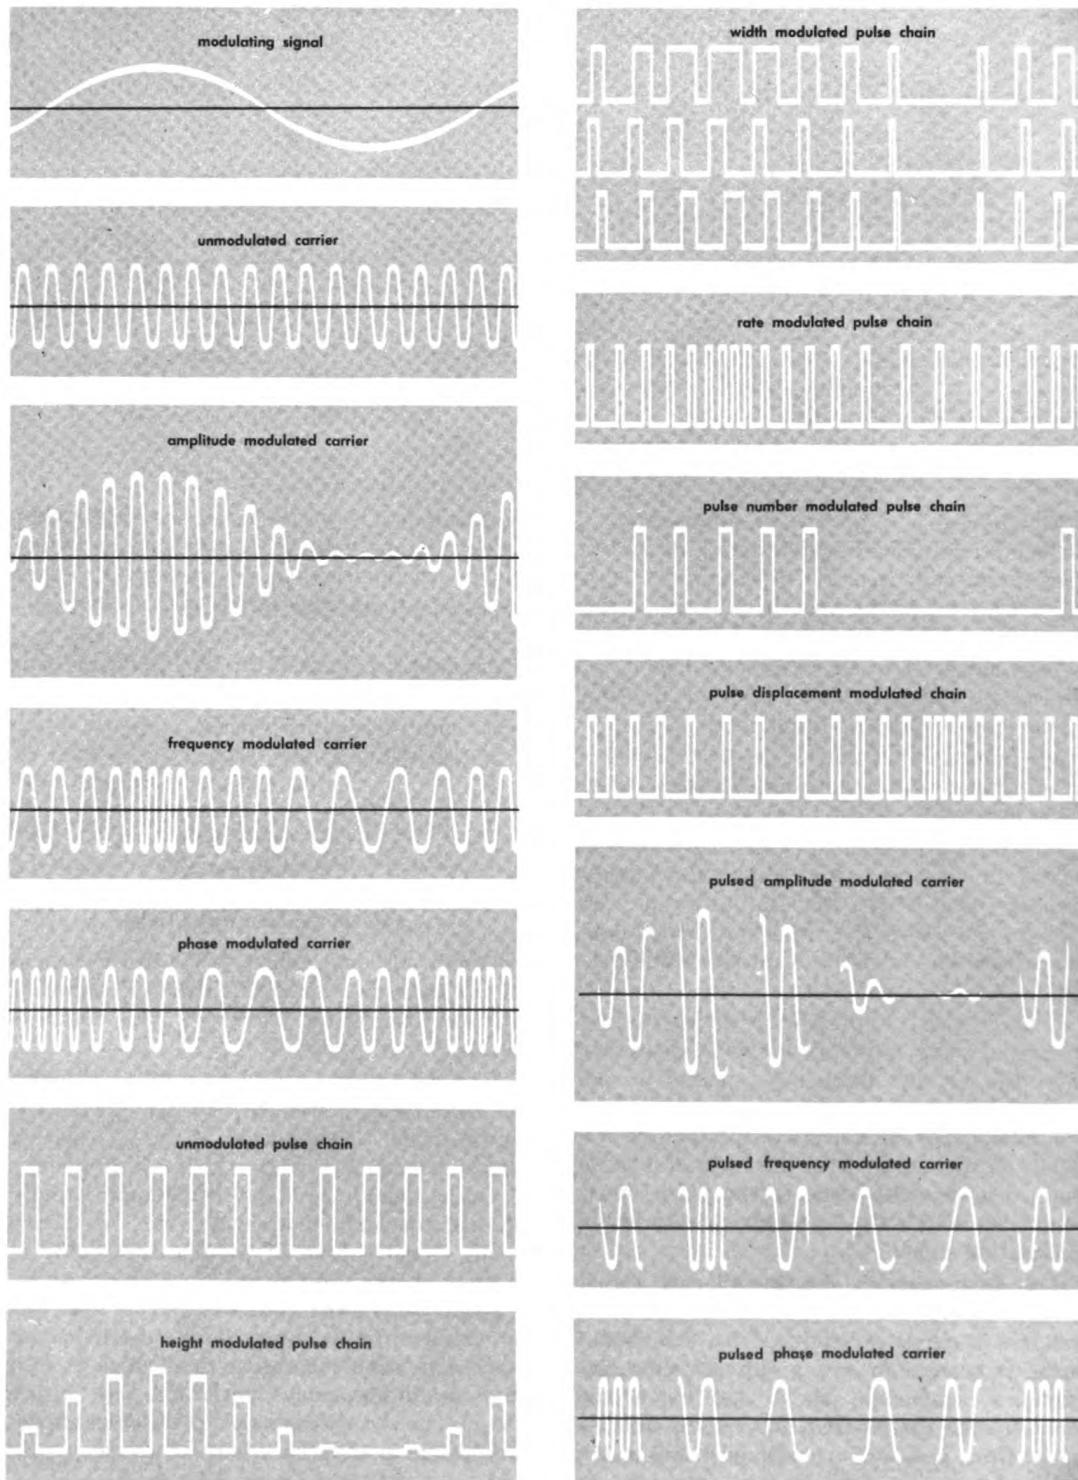 modulating signal
unmodulated carrier
amplitude modulated carrier
frequency modulated carrier
phase modulated carrier
unmodulated pulse chain
height modulated pulse chain
width modulated pulse chain
rate modulated pulse chain
pulse number modulated pulse chain
pulse displacement modulated chain
pulsed amplitude modulated carrier
pulsed frequency modulated carrier
pulsed phase modulated carrier